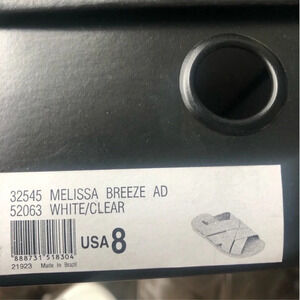 32545 MELISSA BREEZE AD
52063 WHITE/CLEAR
USA 8
888731 518304
21923 Made in Brazil